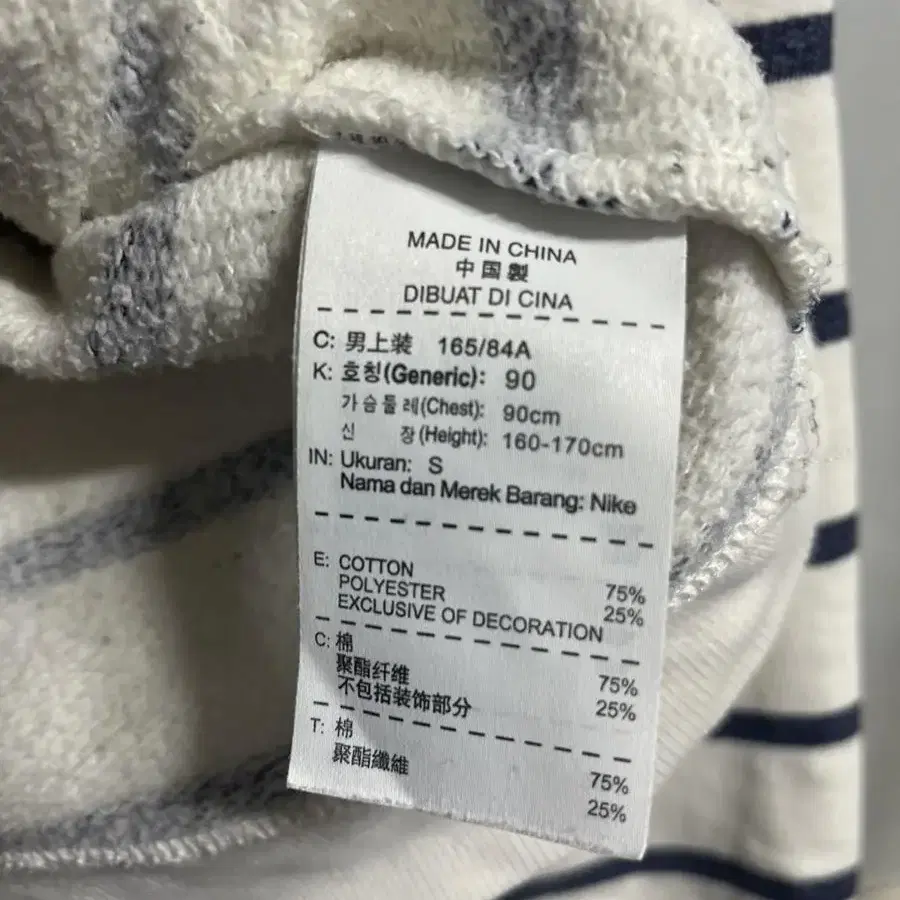 MADE IN CHINA
中国製
DIBUAT DI CINA
C: 男上装 165/84A
K: 호칭(Generic): 90
가슴둘레(Chest): 90cm
신 장(Height): 160-170cm
IN: Ukuran: S
Nama dan Merek Barang: Nike
E: COTTON 75%
POLYESTER 25%
EXCLUSIVE OF DECORATION
C: 棉 75%
聚酯纤维 25%
不包括装饰部分
T: 棉 75%
聚酯纖維 25%